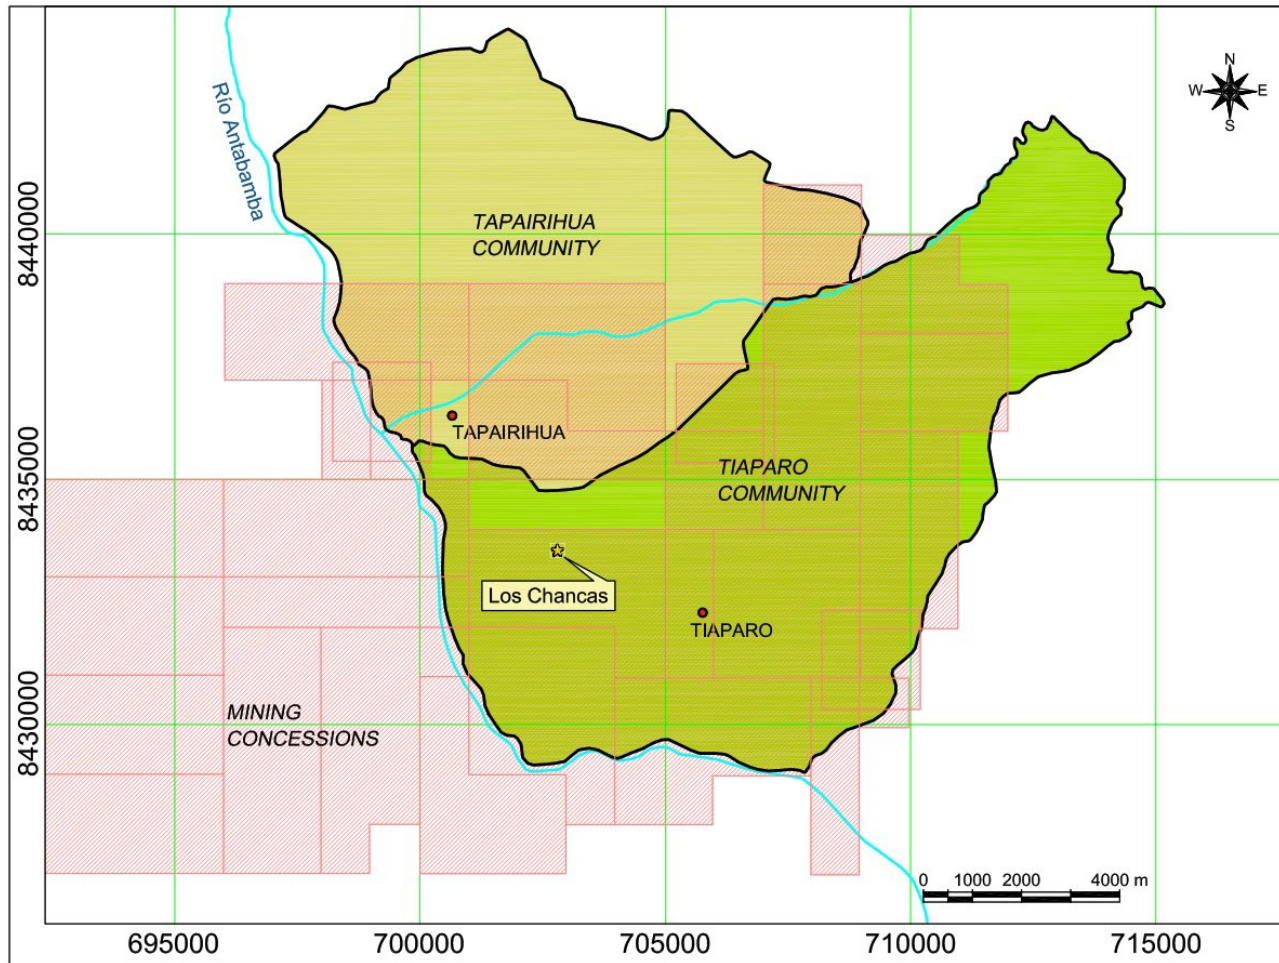 N
W E
S
Río Antabamba
TAPAIRIHUA
COMMUNITY
TAPAIRIHUA
TIAPARO
COMMUNITY
Los Chancas
TIAPARO
MINING
CONCESSIONS
8440000
8435000
8430000
0 1000 2000 4000 m
695000 700000 705000 710000 715000